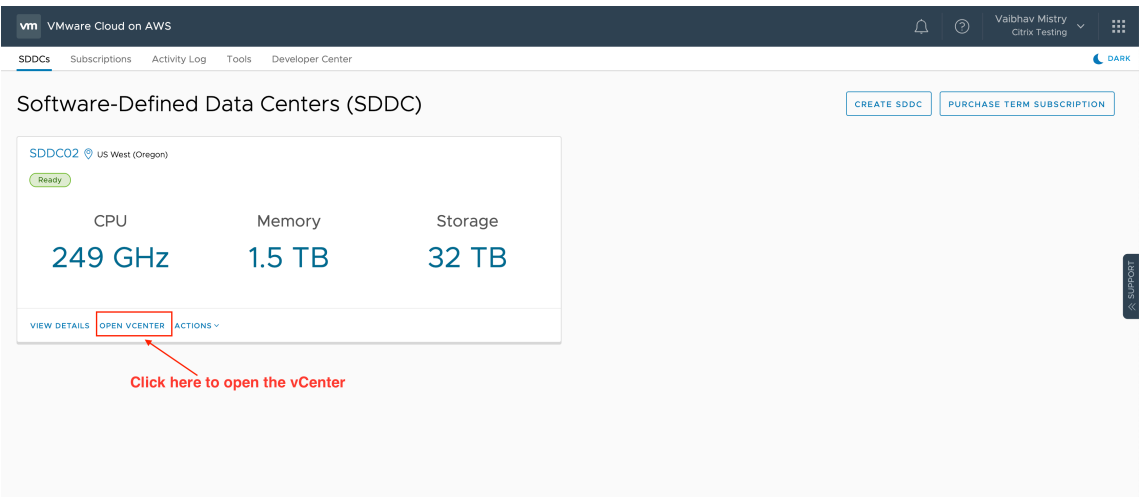 vm VMware Cloud on AWS
Vaibhav Mistry
Citrix Testing
SDDCs Subscriptions Activity Log Tools Developer Center
DARK
Software-Defined Data Centers (SDDC)
CREATE SDDC PURCHASE TERM SUBSCRIPTION
SDDC02 US West (Oregon)
Ready
CPU Memory Storage
249 GHz 1.5 TB 32 TB
SUPPORT
VIEW DETAILS OPEN VCENTER ACTIONS
Click here to open the vCenter